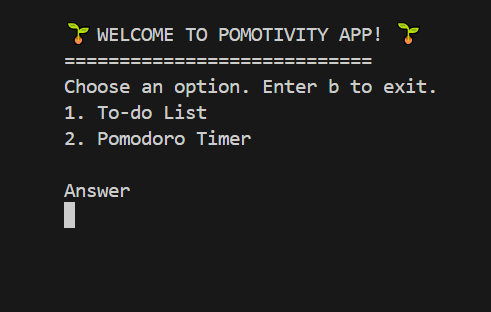 🌱 WELCOME TO POMOTIVITY APP! 🌱
============================
Choose an option. Enter b to exit.
1. To-do List
2. Pomodoro Timer
Answer